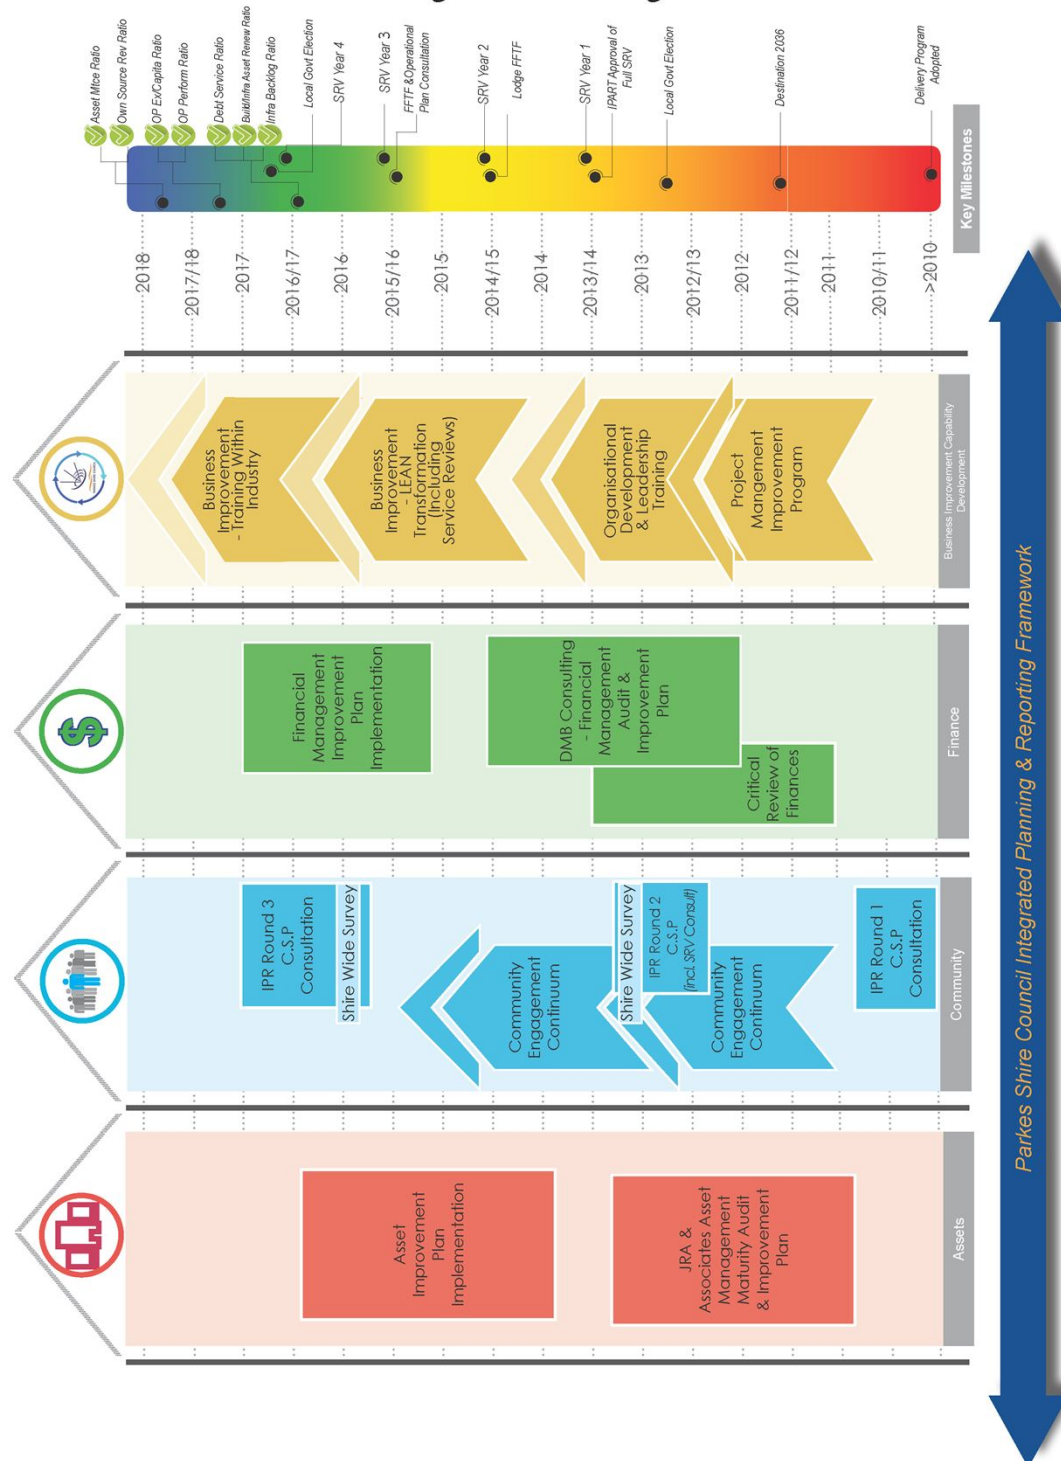 Asset Mtce Ratio
Own Source Rev Ratio
OP Ex/Capita Ratio
OP Perform Ratio
Debt Service Ratio
Build/Infra Asset Renew Ratio
Infra Backlog Ratio
Local Govt Election
SRV Year 4
SRV Year 3
FFTF &Operational
Plan Consultation
SRV Year 2
Lodge FFTF
SRV Year 1
IPART Approval of
Full SRV
Local Govt Election
Destination 2036
Delivery Program
Adopted
Key Milestones
2018
2017/18
2017
2016/17
2016
2015/16
2015
2014/15
2014
2013/14
2013
2012/13
2012
2011/12
2011
2010/11
>2010
Business
Improvement
- Training Within
Industry
Business
Improvement
- LEAN
Transformation
(Including
Service Reviews)
Organisational
Development
& Leadership
Training
Project
Mangement
Improvement
Program
Business Improvement Capability
Development
$
Financial
Management
Improvement
Plan
Implementation
DMB Consulting
- Financial
Management
Audit &
Improvement
Plan
Critical
Review of
Finances
Finance
IPR Round 3
C.S.P
Consultation
Shire Wide Survey
Community
Engagement
Continuum
Shire Wide Survey
IPR Round 2
C.S.P
(incl SRV Consult)
Community
Engagement
Continuum
IPR Round 1
C.S.P
Consultation
Community
Asset
Improvement
Plan
Implementation
JRA &
Associates Asset
Management
Maturity Audit
& Improvement
Plan
Assets
Parkes Shire Council Integrated Planning & Reporting Framework